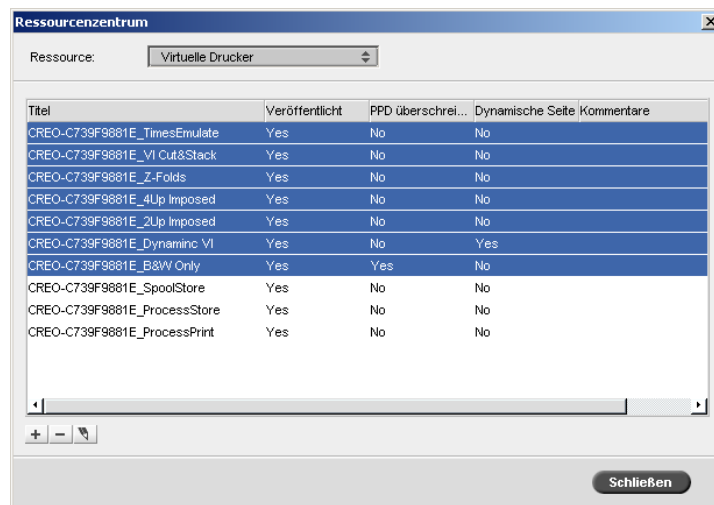 Ressourcenzentrum
Ressource: Virtuelle Drucker
Titel Veröffentlicht PPD überschrei... Dynamische Seite Kommentare
CREO-C739F9881E_TimesEmulate Yes No No
CREO-C739F9881E_VI Cut&Stack Yes No No
CREO-C739F9881E_Z-Folds Yes No No
CREO-C739F9881E_4Up Imposed Yes No No
CREO-C739F9881E_2Up Imposed Yes No No
CREO-C739F9881E_Dynaminc VI Yes No Yes
CREO-C739F9881E_B&W Only Yes Yes No
CREO-C739F9881E_SpoolStore Yes No No
CREO-C739F9881E_ProcessStore Yes No No
CREO-C739F9881E_ProcessPrint Yes No No
Schließen